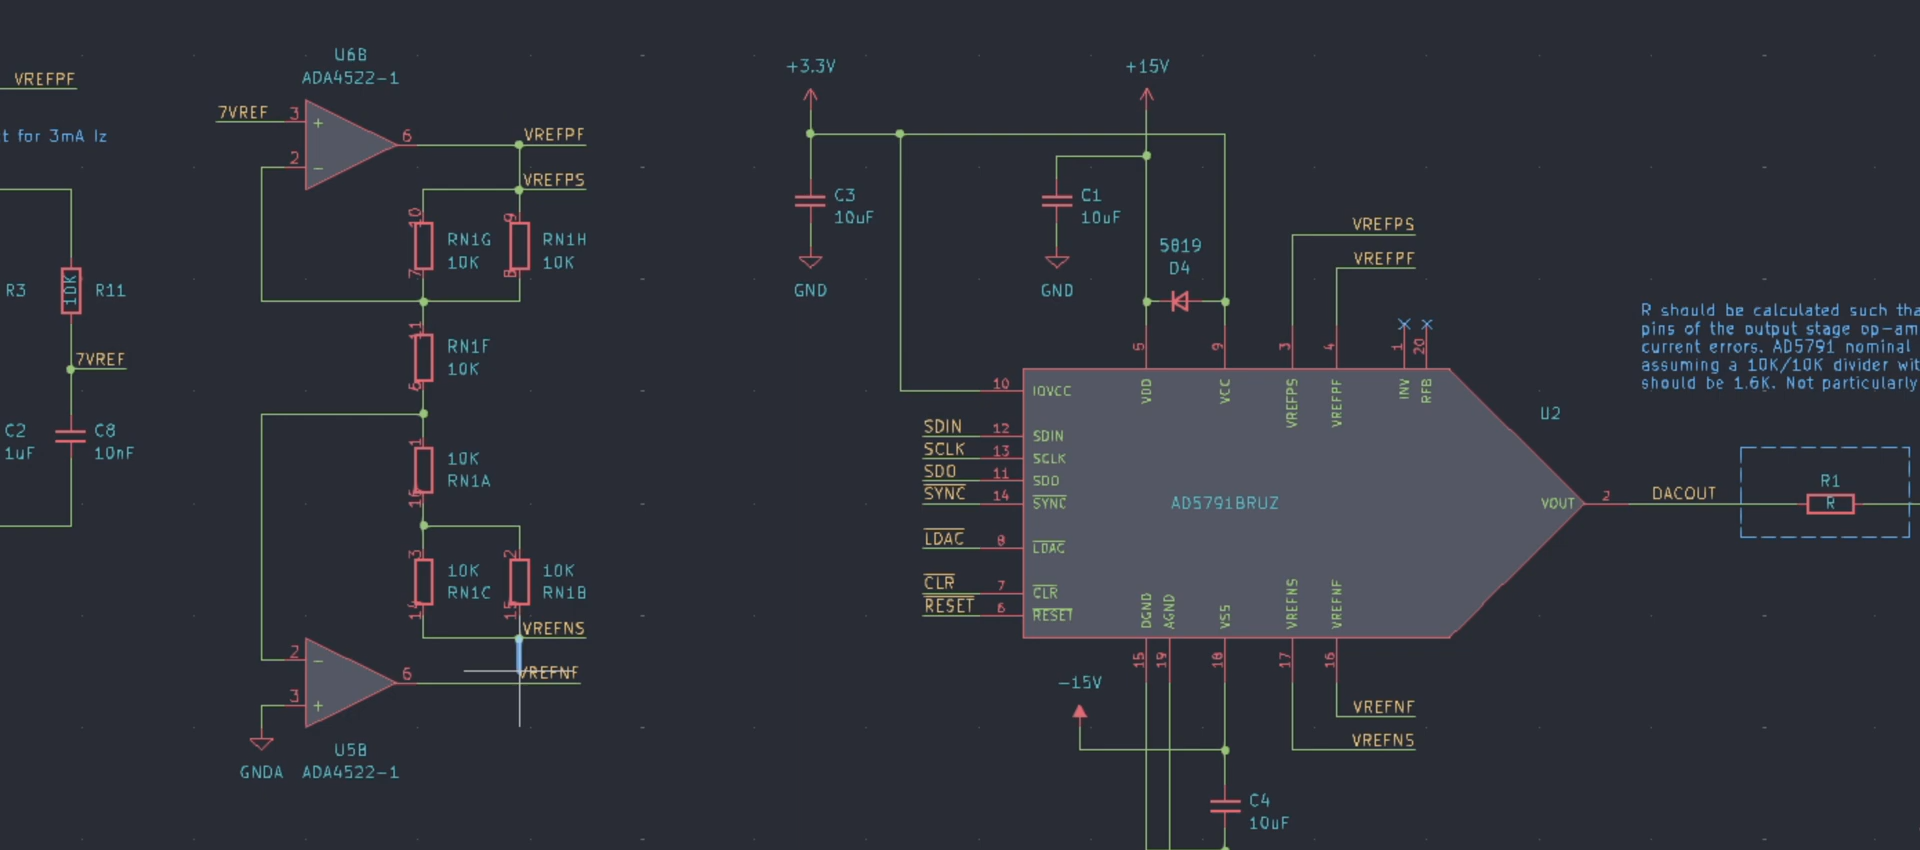 VREFPF
t for 3mA Iz
R3
10K
R11
7VREF
C2
1uF
C8
10nF
U6B
ADA4522-1
7VREF
3
+
2
-
6
VREFPF
VREFPS
10
RN1G
10K
7
9
RN1H
10K
8
11
RN1F
10K
6
1
10K
RN1A
16
3
10K
RN1C
14
2
10K
RN1B
15
VREFNS
VREFNF
2
-
6
3
+
U5B
GNDA
ADA4522-1
+3.3V
+15V
C3
10uF
GND
C1
10uF
GND
5819
D4
VREFPS
VREFPF
5
9
3
4
1
20
10
IOVCC
VDD
VCC
VREFPS
VREFPF
INV
RFB
U2
SDIN
12
SDIN
SCLK
13
SCLK
SDO
11
SDO
SYNC
14
SYNC
LDAC
8
LDAC
CLR
7
CLR
RESET
6
RESET
AD5791BRUZ
VOUT
2
DACOUT
R1
R
DGND
AGND
VSS
VREFNS
VREFNF
15
19
18
17
16
-15V
VREFNF
VREFNS
C4
10uF
R should be calculated such tha
pins of the output stage op-am
current errors. AD5791 nominal
assuming a 10K/10K divider wit
should be 1.6K. Not particularly